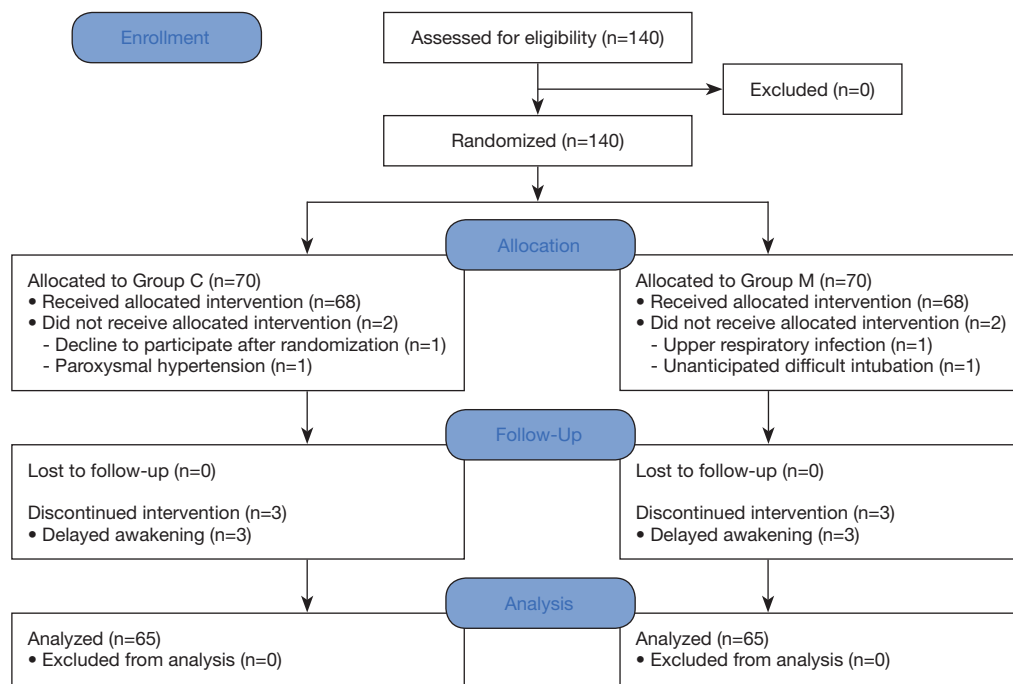 Enrollment
Assessed for eligibility (n=140)
Excluded (n=0)
Randomized (n=140)
Allocation
Allocated to Group C (n=70)
• Received allocated intervention (n=68)
• Did not receive allocated intervention (n=2)
- Decline to participate after randomization (n=1)
- Paroxysmal hypertension (n=1)
Allocated to Group M (n=70)
• Received allocated intervention (n=68)
• Did not receive allocated intervention (n=2)
- Upper respiratory infection (n=1)
- Unanticipated difficult intubation (n=1)
Follow-Up
Lost to follow-up (n=0)
Discontinued intervention (n=3)
• Delayed awakening (n=3)
Lost to follow-up (n=0)
Discontinued intervention (n=3)
• Delayed awakening (n=3)
Analysis
Analyzed (n=65)
• Excluded from analysis (n=0)
Analyzed (n=65)
• Excluded from analysis (n=0)